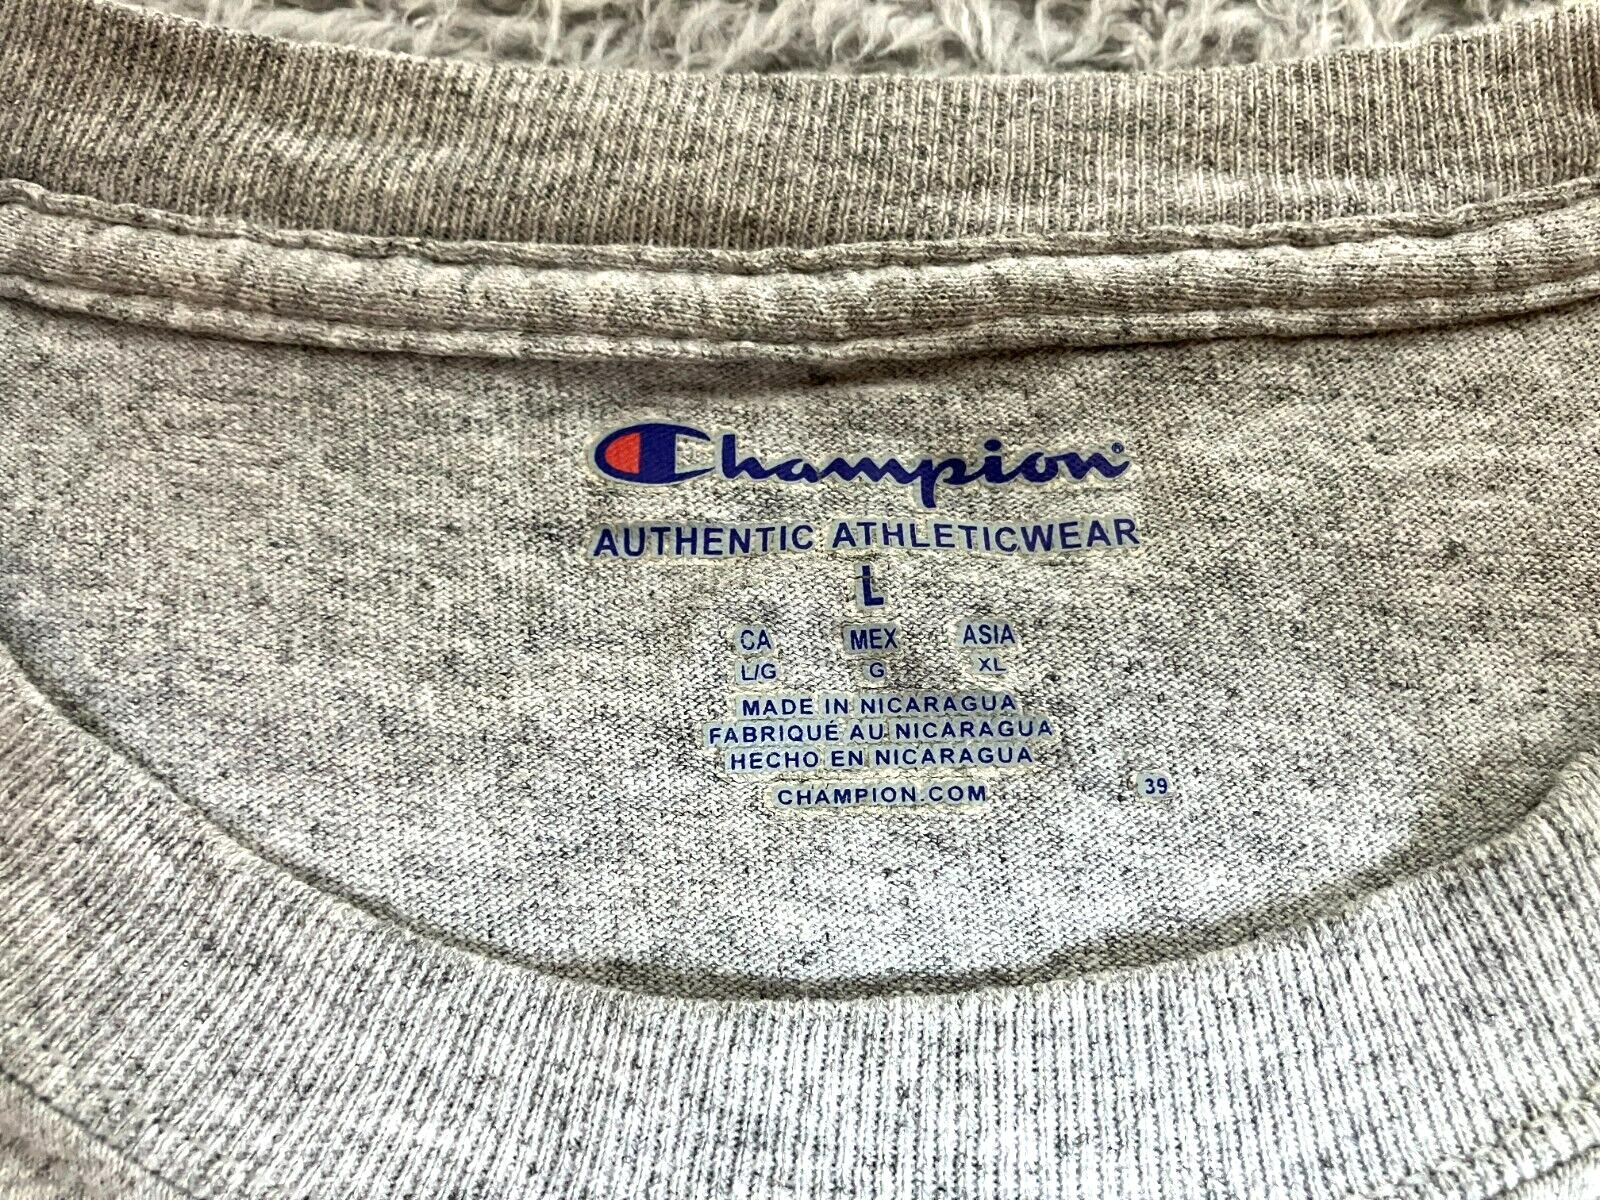 Champion®
AUTHENTIC ATHLETICWEAR
L
CA MEX ASIA
L/G G XL
MADE IN NICARAGUA
FABRIQUÉ AU NICARAGUA
HECHO EN NICARAGUA
CHAMPION.COM 39